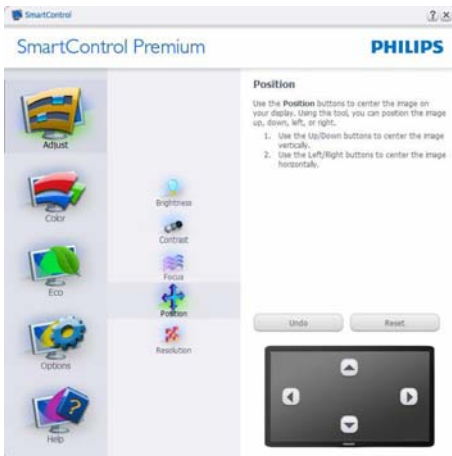 SmartControl
SmartControl Premium
PHILIPS
Adjust
Color
Eco
Options
Help
Brightness
Contrast
Focus
Position
Resolution
Position
Use the Position buttons to center the image on
your display. Using this tool, you can position the image
up, down, left, or right.
1. Use the Up/Down buttons to center the image
vertically.
2. Use the Left/Right buttons to center the image
horizontally.
Undo
Reset